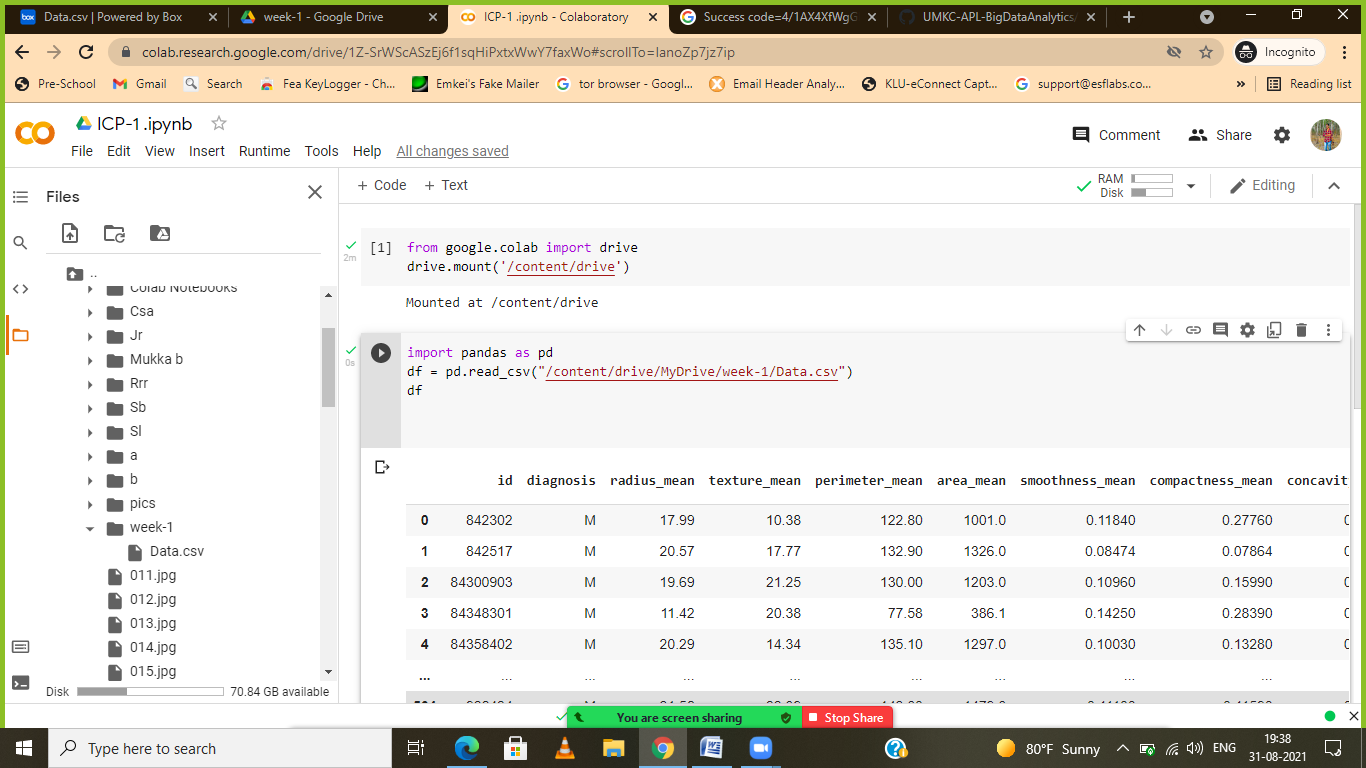 Data.csv | Powered by Box
week-1 - Google Drive
ICP-1 .ipynb - Colaboratory
Success code=4/1AX4XfWgG
UMKC-APL-BigDataAnalytics/
colab.research.google.com/drive/1Z-SrWScASzEj6f1sqHiPxtxWwY7faxWo#scrollTo=IanoZp7jz7ip
Incognito
Pre-School
Gmail
Search
Fea KeyLogger - Ch...
Emkei's Fake Mailer
tor browser - Googl...
Email Header Analy...
KLU-eConnect Capt...
support@esflabs.co...
»
Reading list
ICP-1 .ipynb
Comment
Share
File Edit View Insert Runtime Tools Help All changes saved
Files
+ Code + Text
RAM
Disk
Editing
..
Colab Notebooks
Csa
Jr
Mukka b
Rrr
Sb
Sl
a
b
pics
week-1
Data.csv
011.jpg
012.jpg
013.jpg
014.jpg
015.jpg
Disk 70.84 GB available
2m
[1] from google.colab import drive
drive.mount('/content/drive')
Mounted at /content/drive
0s
import pandas as pd
df = pd.read_csv("/content/drive/MyDrive/week-1/Data.csv")
df
id diagnosis radius_mean texture_mean perimeter_mean area_mean smoothness_mean compactness_mean concavit
0 842302 M 17.99 10.38 122.80 1001.0 0.11840 0.27760
1 842517 M 20.57 17.77 132.90 1326.0 0.08474 0.07864
2 84300903 M 19.69 21.25 130.00 1203.0 0.10960 0.15990
3 84348301 M 11.42 20.38 77.58 386.1 0.14250 0.28390
4 84358402 M 20.29 14.34 135.10 1297.0 0.10030 0.13280
... ... ... ... ... ... ... ... ...
You are screen sharing
Stop Share
Type here to search
80°F Sunny
ENG
19:38
31-08-2021